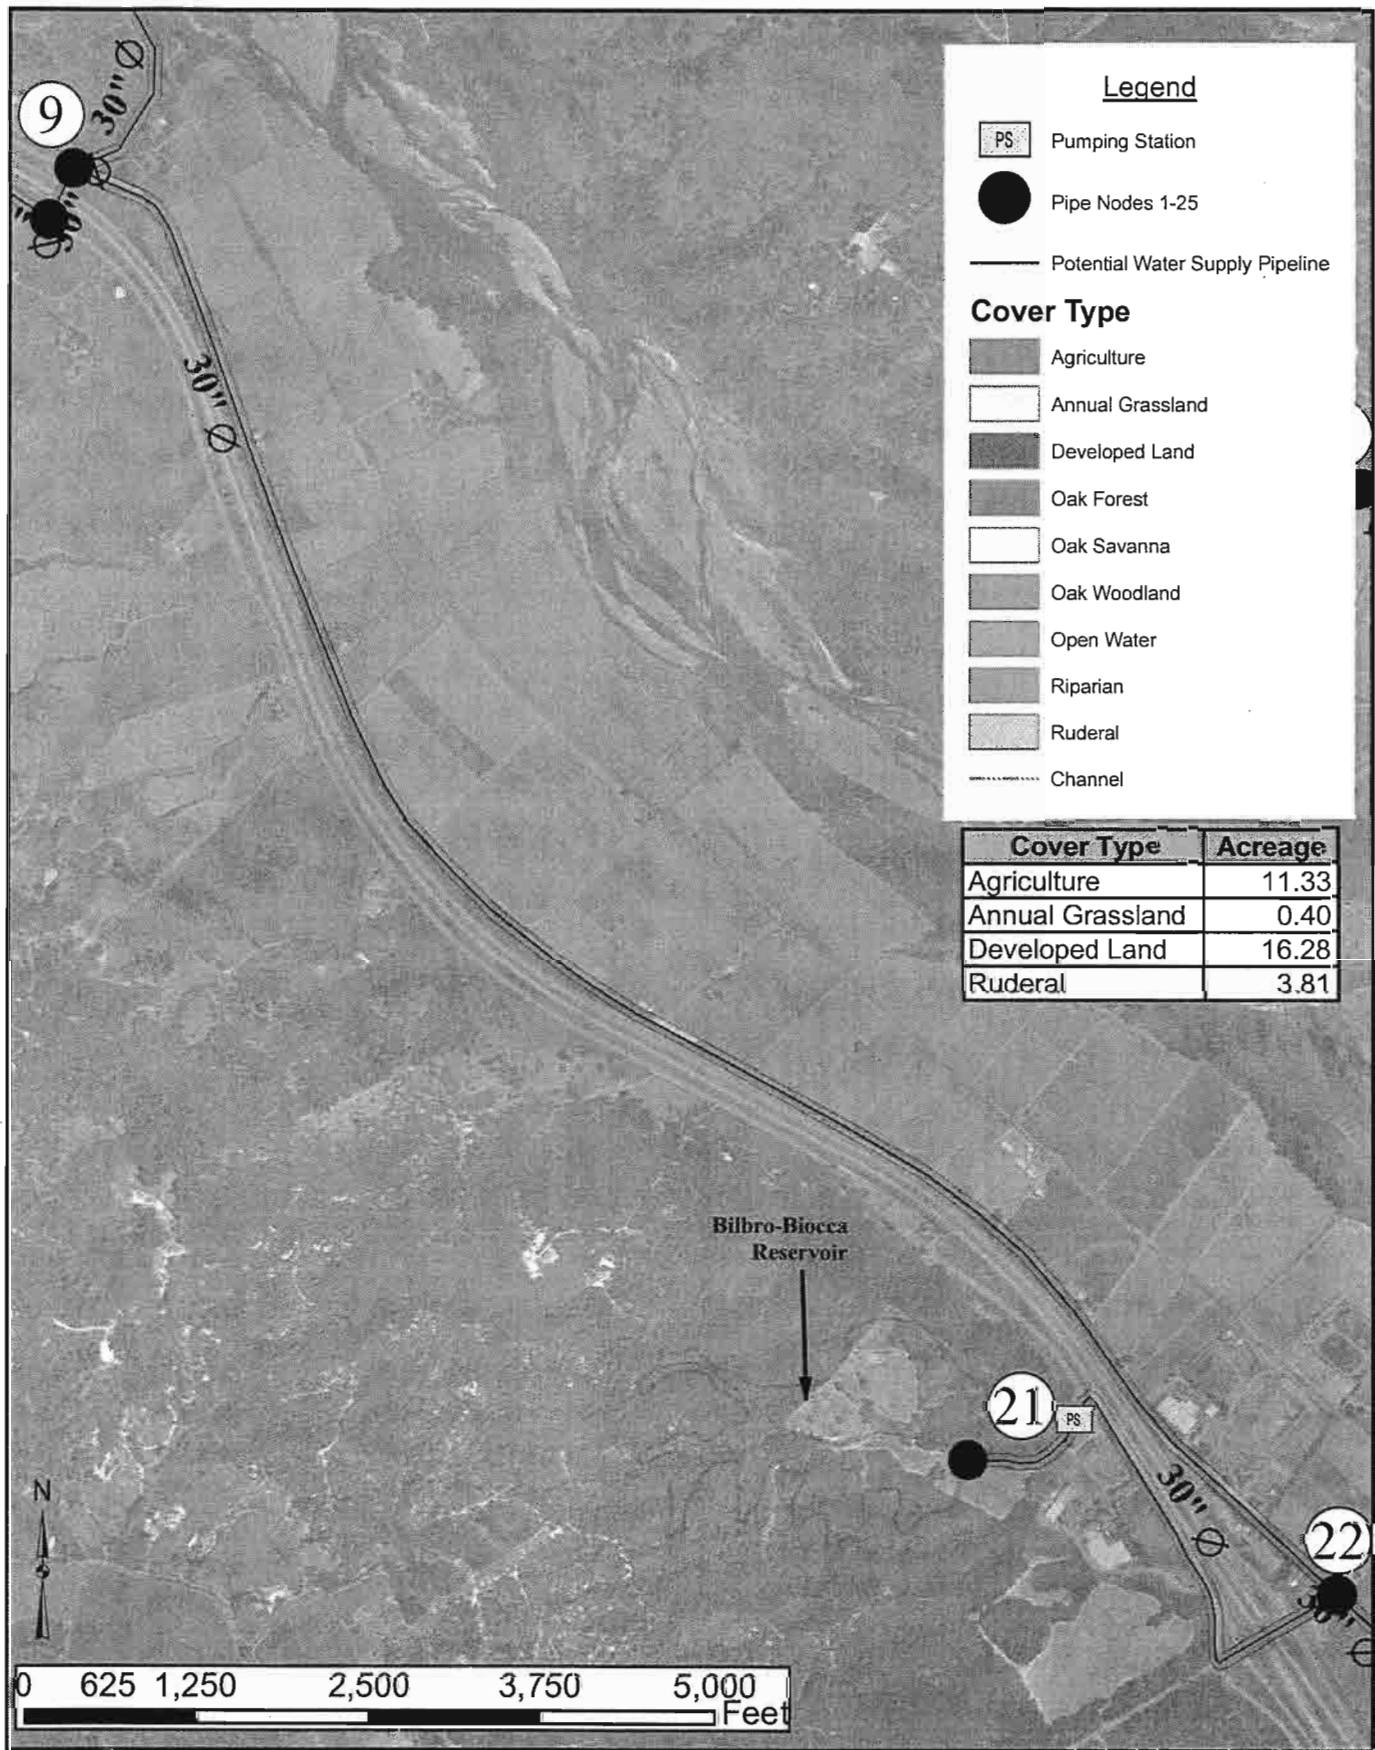 9
30" Ø
30"
Ø
30" Ø
Legend
PS Pumping Station
Pipe Nodes 1-25
Potential Water Supply Pipeline
Cover Type
Agriculture
Annual Grassland
Developed Land
Oak Forest
Oak Savanna
Oak Woodland
Open Water
Riparian
Ruderal
Channel
Cover Type Acreage
Agriculture 11.33
Annual Grassland 0.40
Developed Land 16.28
Ruderal 3.81
Bilbro-Biocca
Reservoir
21
PS
30" Ø
22
30" Ø
N
0 625 1,250 2,500 3,750 5,000
Feet